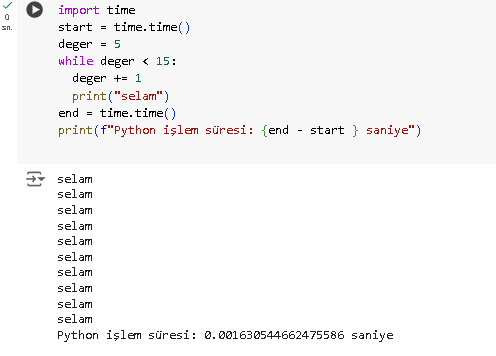 0
sn.
import time
start = time.time()
deger = 5
while deger < 15:
  deger += 1
  print("selam")
end = time.time()
print(f"Python işlem süresi: {end - start } saniye")
selam
selam
selam
selam
selam
selam
selam
selam
selam
selam
Python işlem süresi: 0.001630544662475586 saniye